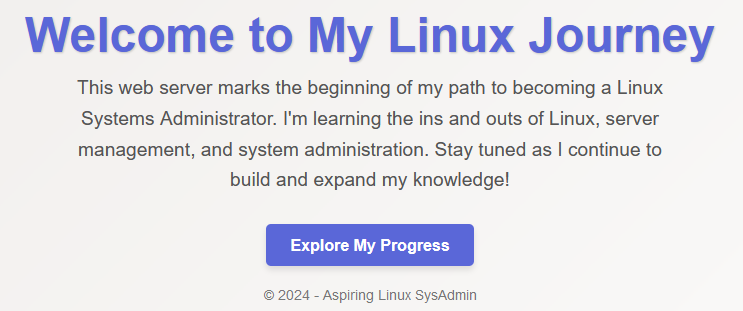 Welcome to My Linux Journey
This web server marks the beginning of my path to becoming a Linux
Systems Administrator. I'm learning the ins and outs of Linux, server
management, and system administration. Stay tuned as I continue to
build and expand my knowledge!
Explore My Progress
© 2024 - Aspiring Linux SysAdmin